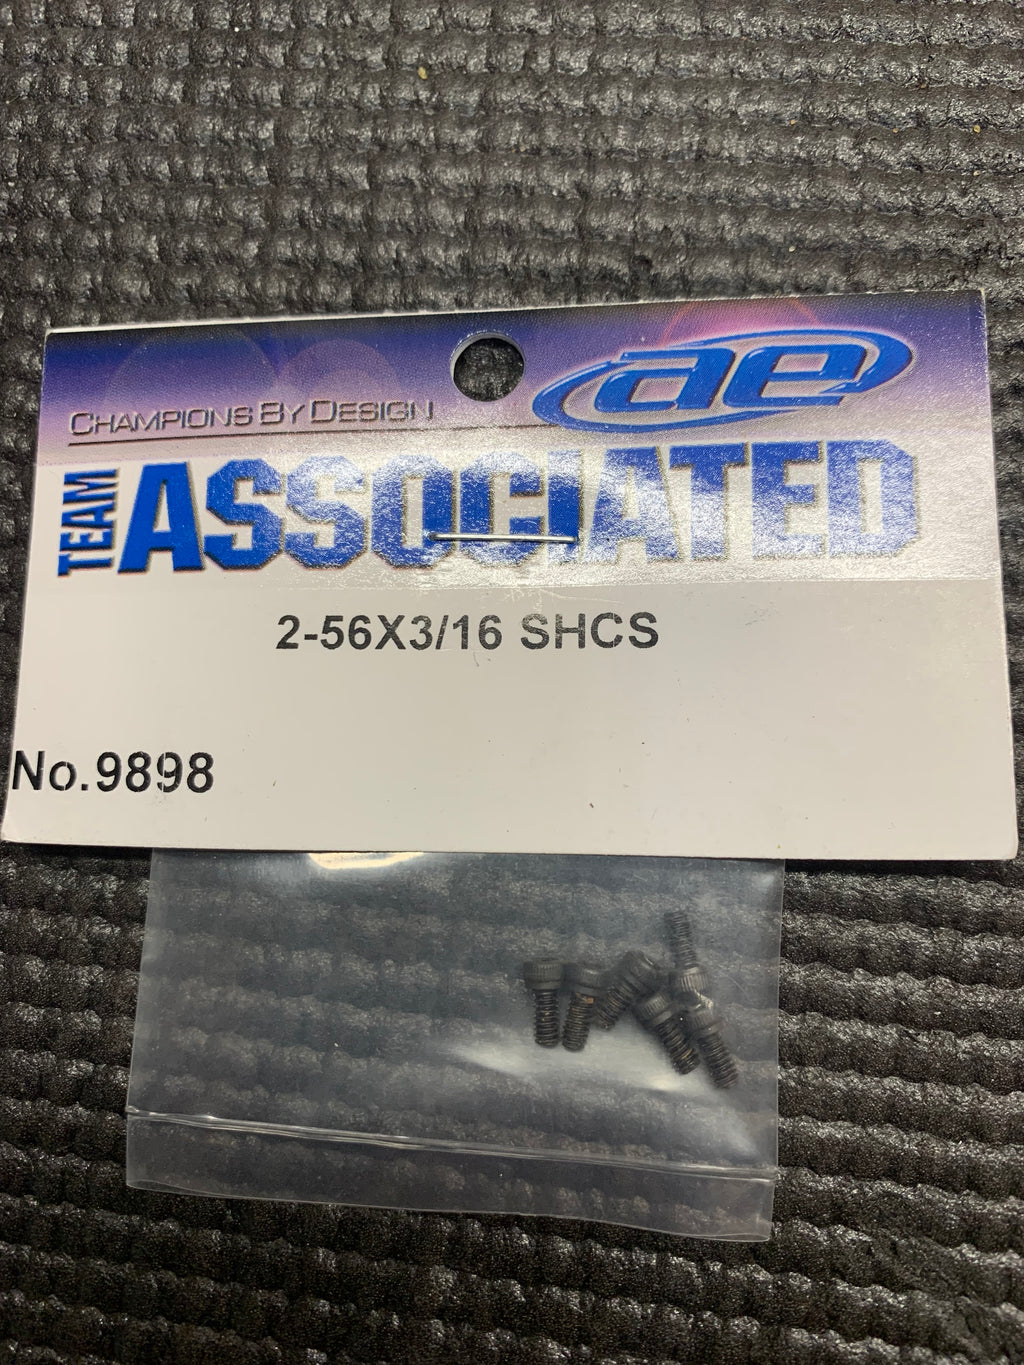 CHAMPIONS BY DESIGN
ae
TEAM ASSOCIATED
2-56X3/16 SHCS
No.9898